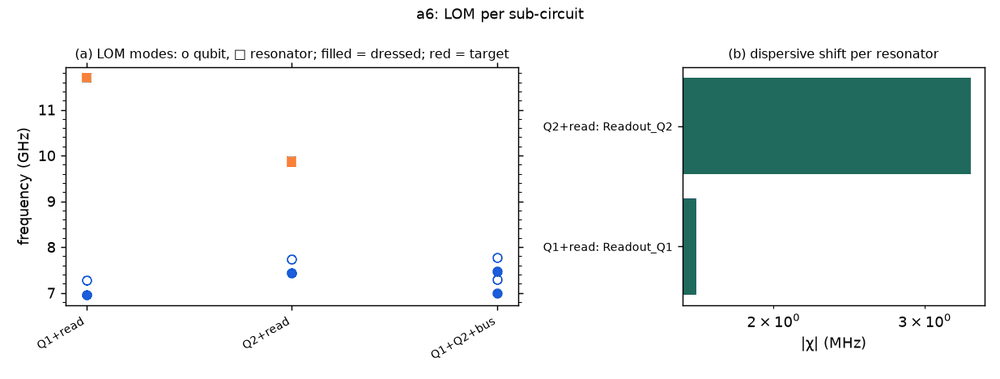 a6: LOM per sub-circuit
(a) LOM modes: o qubit, □ resonator; filled = dressed; red = target
frequency (GHz)
11
10
9
8
7
Q1+read
Q2+read
Q1+Q2+bus
(b) dispersive shift per resonator
Q2+read: Readout_Q2
Q1+read: Readout_Q1
2 × 10⁰
3 × 10⁰
|χ| (MHz)